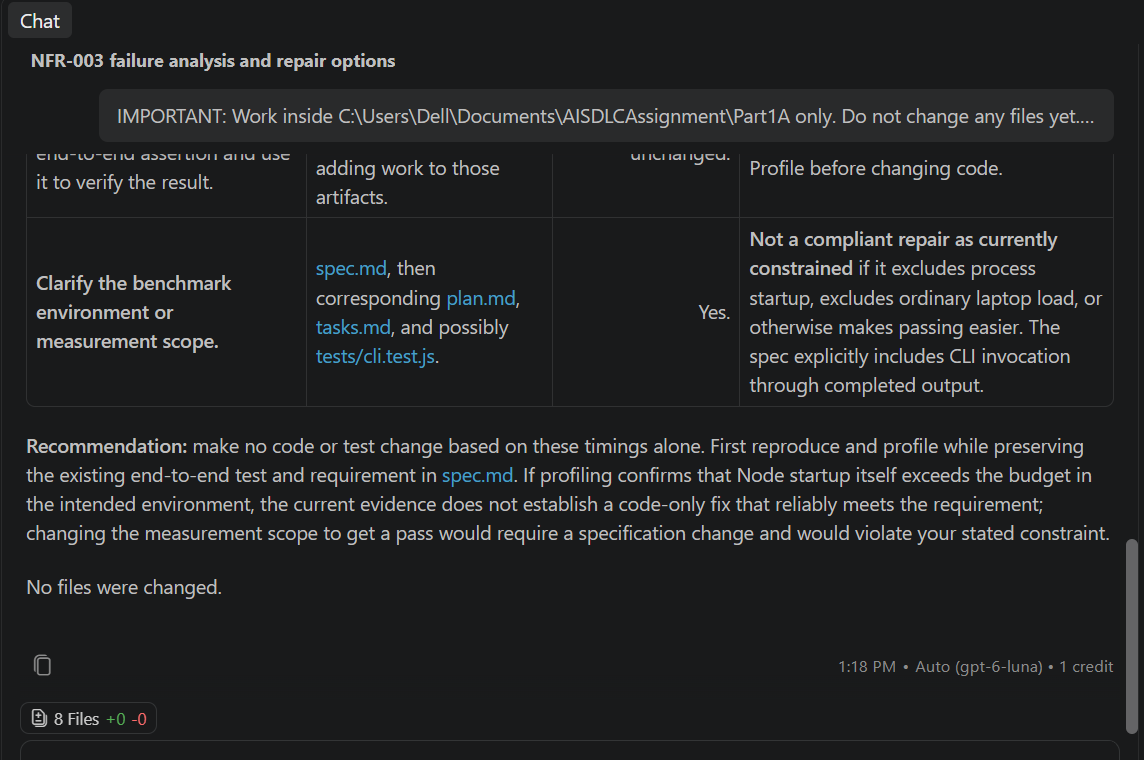 Chat
NFR-003 failure analysis and repair options
IMPORTANT: Work inside C:\Users\Dell\Documents\AISDLCAssignment\Part1A only. Do not change any files yet....
end-to-end assertion and use
it to verify the result.
adding work to those
artifacts.
unchanged.
Profile before changing code.
Clarify the benchmark
environment or
measurement scope.
spec.md, then
corresponding plan.md,
tasks.md, and possibly
tests/cli.test.js.
Yes.
Not a compliant repair as currently
constrained if it excludes process
startup, excludes ordinary laptop load, or
otherwise makes passing easier. The
spec explicitly includes CLI invocation
through completed output.
Recommendation: make no code or test change based on these timings alone. First reproduce and profile while preserving
the existing end-to-end test and requirement in spec.md. If profiling confirms that Node startup itself exceeds the budget in
the intended environment, the current evidence does not establish a code-only fix that reliably meets the requirement;
changing the measurement scope to get a pass would require a specification change and would violate your stated constraint.
No files were changed.
1:18 PM • Auto (gpt-6-luna) • 1 credit
8 Files +0 -0